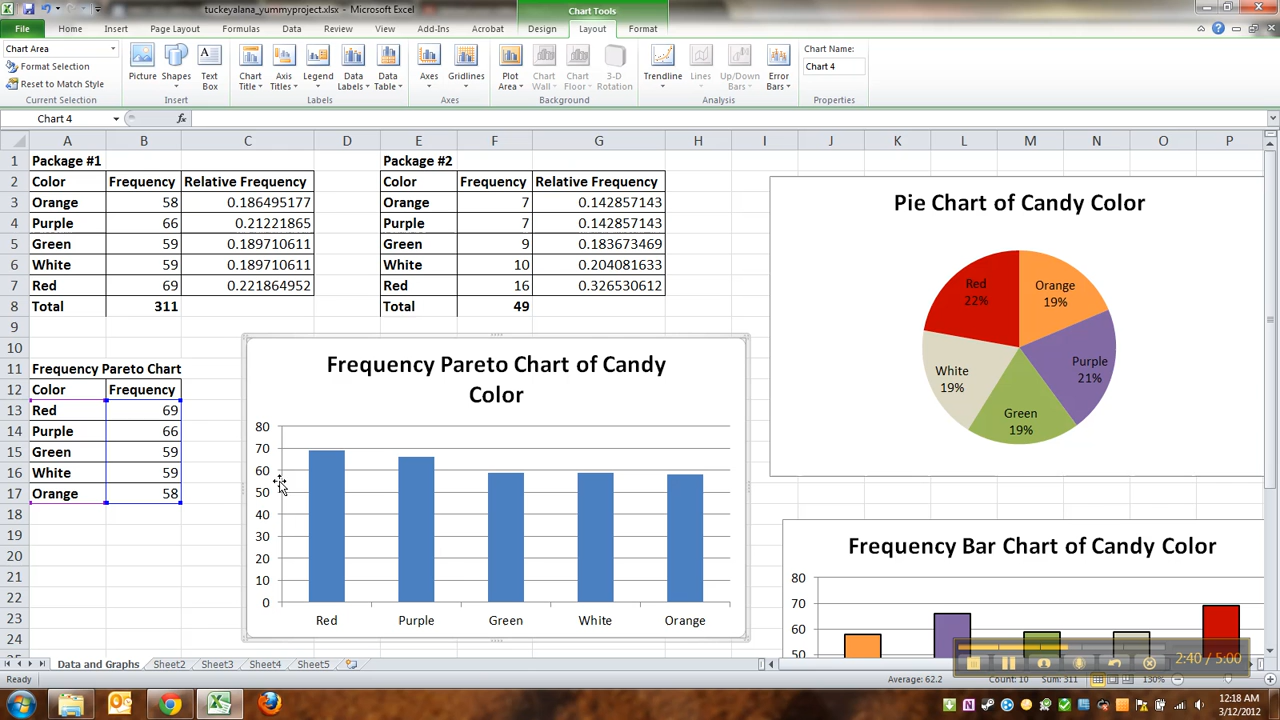 tuckeyalana_yummyproject.xlsx - Microsoft Excel
Chart Tools
File Home Insert Page Layout Formulas Data Review View Add-Ins Acrobat Design Layout Format
Chart Area
Format Selection
Reset to Match Style
Current Selection
Picture Shapes Text Box
Insert
Chart Title Axis Titles Legend Data Labels Data Table
Labels
Axes Gridlines
Axes
Plot Area Chart Wall Chart Floor 3-D Rotation
Background
Trendline Lines Up/Down Bars Error Bars
Analysis
Chart Name:
Chart 4
Properties
Chart 4 fx
A B C D E F G H I J K L M N O P
1 Package #1 Package #2
2 Color Frequency Relative Frequency Color Frequency Relative Frequency
3 Orange 58 0.186495177 Orange 7 0.142857143
4 Purple 66 0.21221865 Purple 7 0.142857143
5 Green 59 0.189710611 Green 9 0.183673469
6 White 59 0.189710611 White 10 0.204081633
7 Red 69 0.221864952 Red 16 0.326530612
8 Total 311 Total 49
9
10
11 Frequency Pareto Chart
12 Color Frequency
13 Red 69
14 Purple 66
15 Green 59
16 White 59
17 Orange 58
18
19
20
21
22
23
24
Frequency Pareto Chart of Candy
Color
80
70
60
50
40
30
20
10
0
Red Purple Green White Orange
Pie Chart of Candy Color
Red
22%
Orange
19%
Purple
21%
White
19%
Green
19%
Frequency Bar Chart of Candy Color
80
70
60
50
2:40 / 5:00
Data and Graphs Sheet2 Sheet3 Sheet4 Sheet5
Ready Average: 62.2 Count: 10 Sum: 311 130%
12:18 AM
3/12/2012